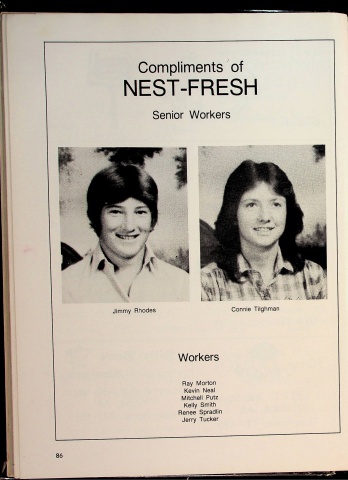 Compliments of
NEST-FRESH
Senior Workers
Jimmy Rhodes
Connie Tilghman
Workers
Ray Morton
Kevin Neal
Mitchell Putz
Kelly Smith
Renee Spradlin
Jerry Tucker
86